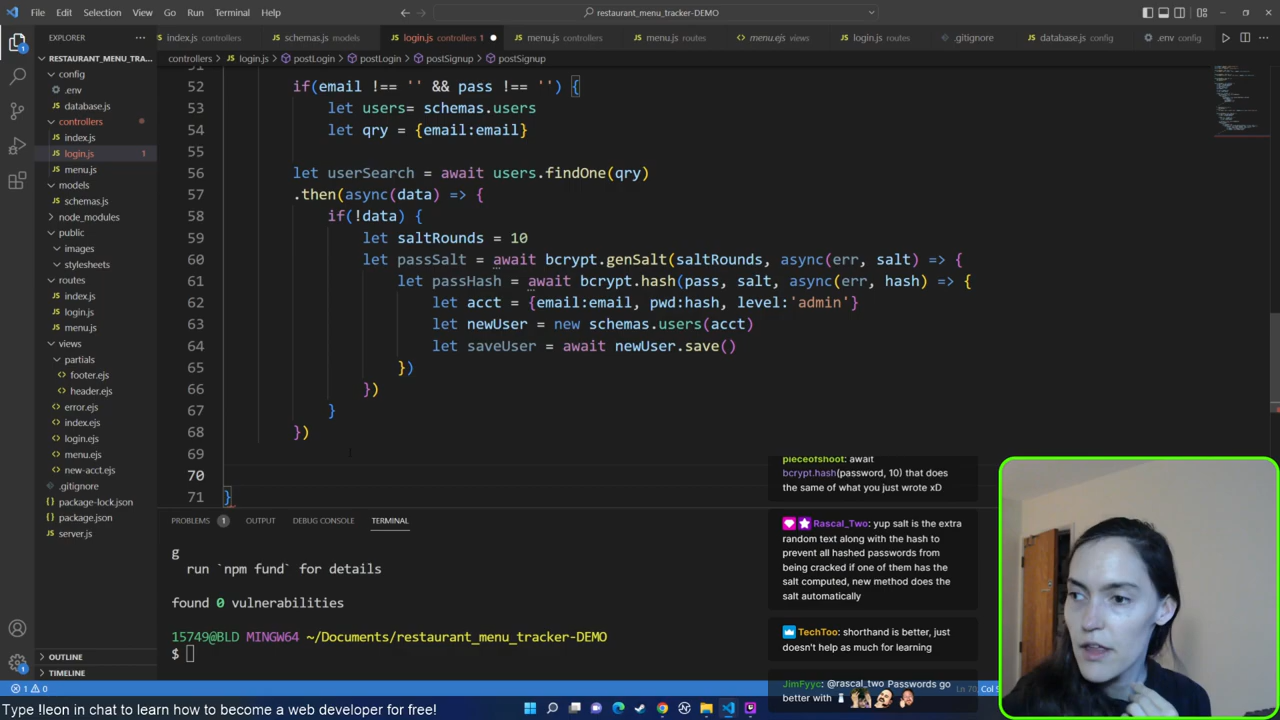 File Edit Selection View Go Run Terminal Help
restaurant_menu_tracker-DEMO
EXPLORER
index.js controllers
schemas.js models
login.js controllers 1
menu.js controllers
menu.js routes
menu.ejs views
login.js routes
.gitignore
database.js config
.env config
controllers > login.js > postLogin > postLogin > postSignup > postSignup
RESTAURANT_MENU_TRA...
config
.env
database.js
controllers
index.js
login.js 1
menu.js
models
schemas.js
node_modules
public
images
stylesheets
routes
index.js
login.js
menu.js
views
partials
footer.ejs
header.ejs
error.ejs
index.ejs
login.ejs
menu.ejs
new-acct.ejs
.gitignore
package-lock.json
package.json
server.js
OUTLINE
TIMELINE
51
52 if(email !== '' && pass !== '') {
53 let users= schemas.users
54 let qry = {email:email}
55
56 let userSearch = await users.findOne(qry)
57 .then(async(data) => {
58 if(!data) {
59 let saltRounds = 10
60 let passSalt = await bcrypt.genSalt(saltRounds, async(err, salt) => {
61 let passHash = await bcrypt.hash(pass, salt, async(err, hash) => {
62 let acct = {email:email, pwd:hash, level:'admin'}
63 let newUser = new schemas.users(acct)
64 let saveUser = await newUser.save()
65 })
66 })
67 }
68 })
69
70
71 }
PROBLEMS 1 OUTPUT DEBUG CONSOLE TERMINAL
g
run `npm fund` for details
found 0 vulnerabilities
15749@BLD MINGW64 ~/Documents/restaurant_menu_tracker-DEMO
$
pieceofshoot: await
bcrypt.hash(password, 10) that does
the same of what you just wrote xD
Rascal_Two: yup salt is the extra
random text along with the hash to
prevent all hashed passwords from
being cracked if one of them has the
salt computed, new method does the
salt automatically
TechToo: shorthand is better, just
doesn't help as much for learning
JimFyyc: @rascal_two Passwords go
better with
1 0
Ln 70,
Type !leon in chat to learn how to become a web developer for free!